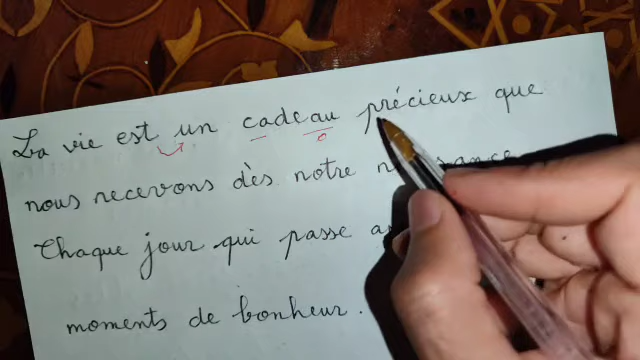 La vie est un cadeau précieux que
o
nous recevons dès notre
Chaque jour qui passe
moments de bonheur.